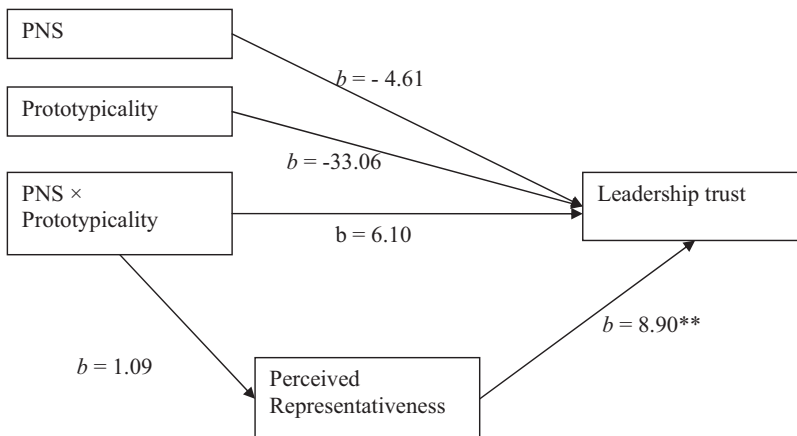 PNS
b = - 4.61
Prototypicality
b = -33.06
PNS ×
Prototypicality
Leadership trust
b = 6.10
b = 8.90**
b = 1.09
Perceived
Representativeness